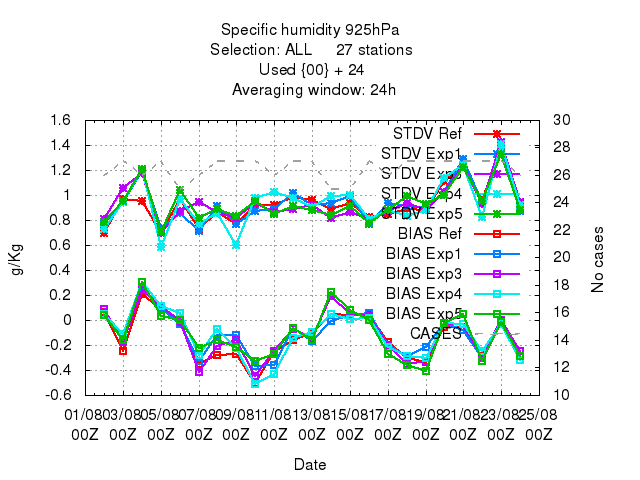 Specific humidity 925hPa
Selection: ALL 27 stations
Used {00} + 24
Averaging window: 24h
1.6
1.4
1.2
1
0.8
0.6
0.4
0.2
0
-0.2
-0.4
-0.6
g/Kg
30
28
26
24
22
20
18
16
14
12
10
No cases
STDV Ref
STDV Exp1
STDV Exp3
STDV Exp4
STDV Exp5
BIAS Ref
BIAS Exp1
BIAS Exp3
BIAS Exp4
BIAS Exp5
CASES
01/08 03/08 05/08 07/08 09/08 11/08 13/08 15/08 17/08 19/08 21/08 23/08 25/08
00Z 00Z 00Z 00Z 00Z 00Z 00Z 00Z 00Z 00Z 00Z 00Z 00Z
Date